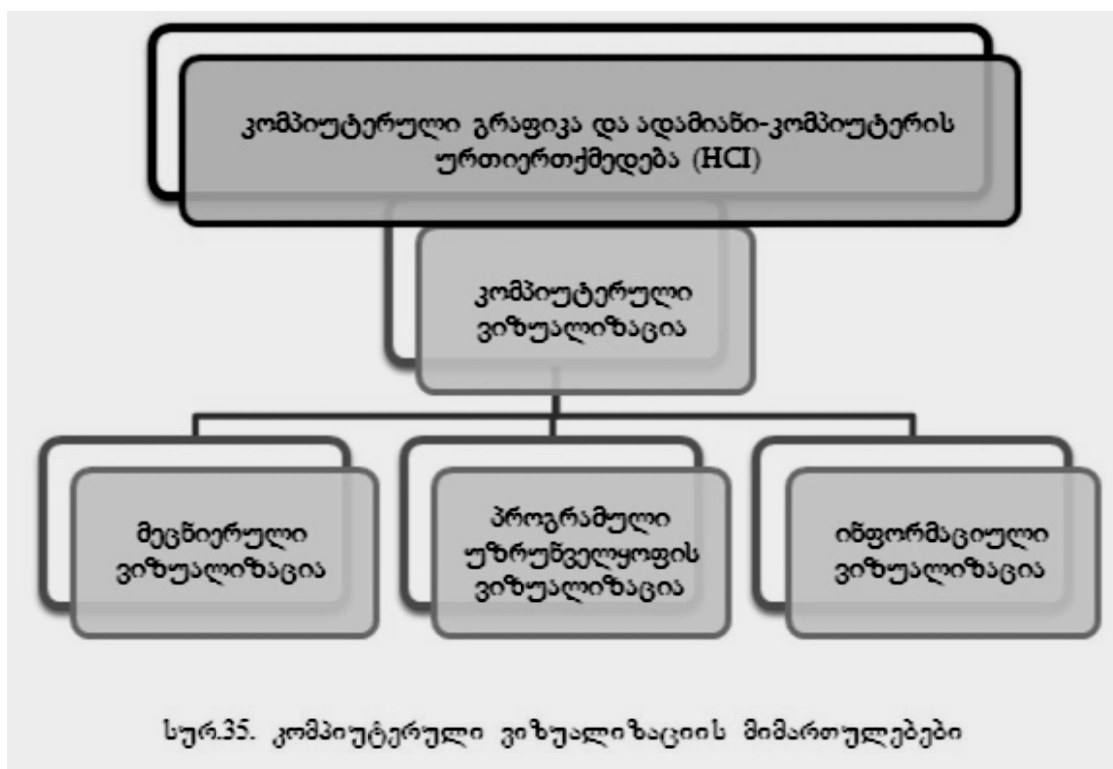 კომპიუტერული გრაფიკა და ადამიანი-კომპიუტერის
ურთიერთქმედება (HCI)
კომპიუტერული
ვიზუალიზაცია
მეცნიერული
ვიზუალიზაცია
პროგრამული
უზრუნველყოფის
ვიზუალიზაცია
ინფორმაციული
ვიზუალიზაცია
სურ.35. კომპიუტერული ვიზუალიზაციის მიმართულებები